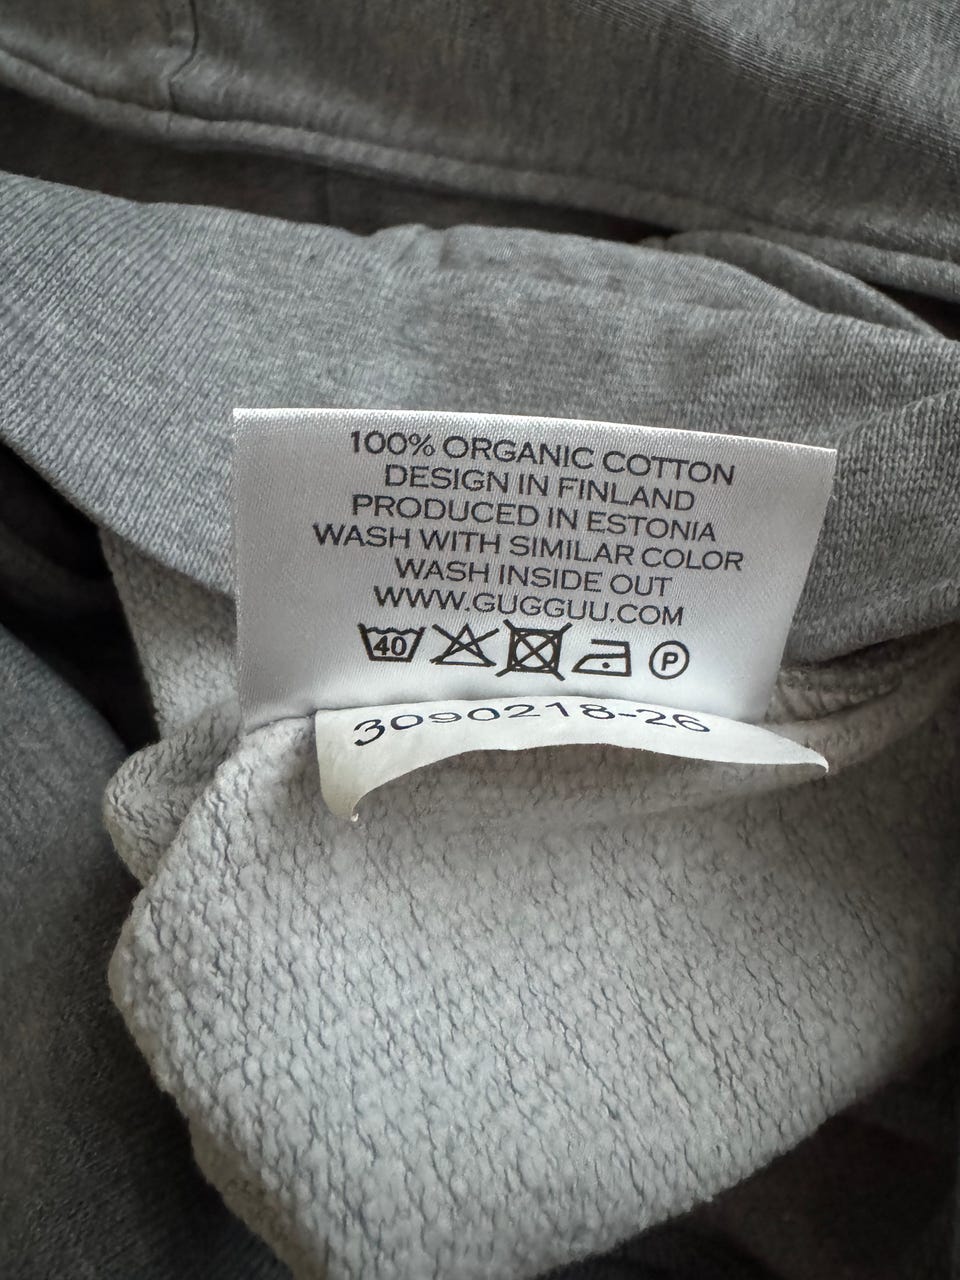 100% ORGANIC COTTON
DESIGN IN FINLAND
PRODUCED IN ESTONIA
WASH WITH SIMILAR COLOR
WASH INSIDE OUT
WWW.GUGGUU.COM
40 P
3090218-26